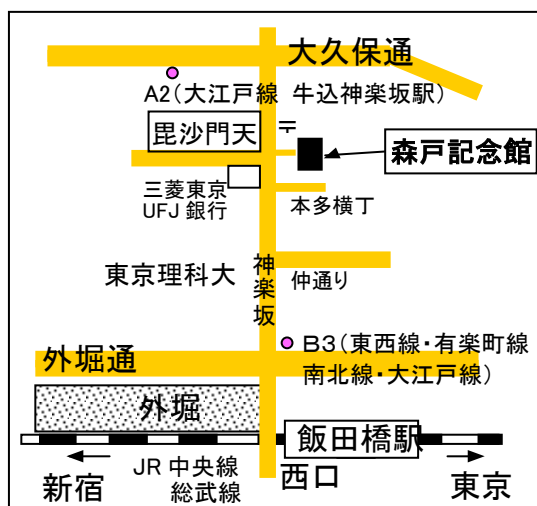 大久保通
A2(大江戸線 牛込神楽坂駅)
毘沙門天
〒
森戸記念館
三菱東京
UFJ 銀行
本多横丁
東京理科大
神楽坂
仲通り
B3(東西線・有楽町線
南北線・大江戸線)
外堀通
外堀
飯田橋駅
新宿
JR 中央線
総武線
西口
東京